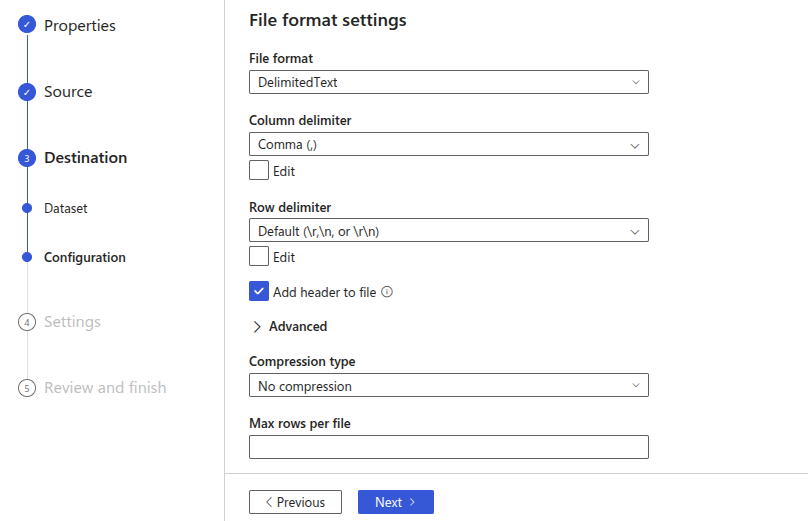 Properties
Source
3 Destination
Dataset
Configuration
4 Settings
5 Review and finish
File format settings
File format
DelimitedText
Column delimiter
Comma (,)
Edit
Row delimiter
Default (\r,\n, or \r\n)
Edit
Add header to file
Advanced
Compression type
No compression
Max rows per file
Previous
Next